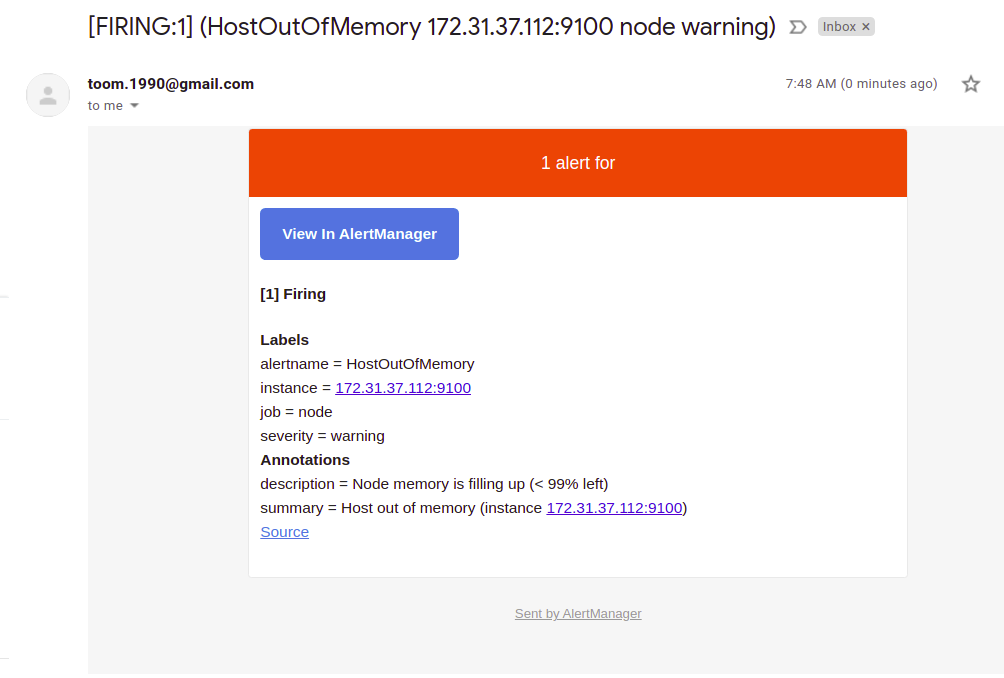 [FIRING:1] (HostOutOfMemory 172.31.37.112:9100 node warning) Inbox ×
toom.1990@gmail.com 7:48 AM (0 minutes ago)
to me
1 alert for
View In AlertManager
[1] Firing
Labels
alertname = HostOutOfMemory
instance = 172.31.37.112:9100
job = node
severity = warning
Annotations
description = Node memory is filling up (< 99% left)
summary = Host out of memory (instance 172.31.37.112:9100)
Source
Sent by AlertManager